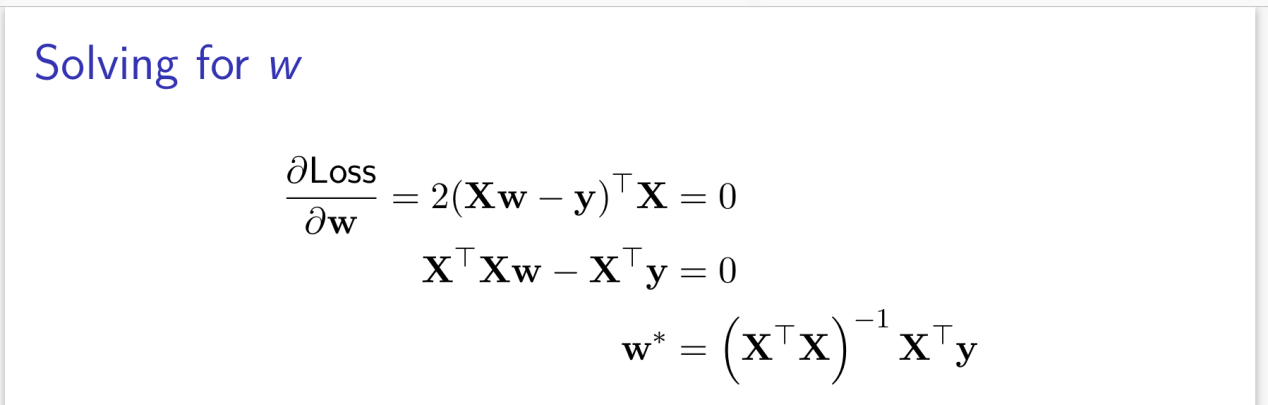 Solving for w
∂Loss/∂𝐰 = 2(𝐗𝐰 − 𝐲)^⊤ 𝐗 = 0
𝐗^⊤𝐗𝐰 − 𝐗^⊤𝐲 = 0
𝐰* = (𝐗^⊤𝐗)^−1 𝐗^⊤𝐲